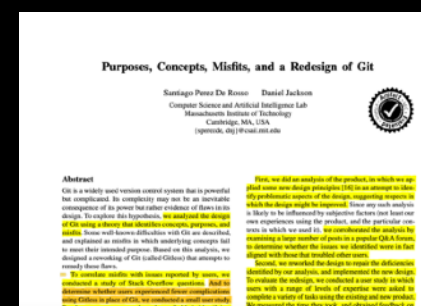 Purposes, Concepts, Misfits, and a Redesign of Git
Santiago Perez De Rosso Daniel Jackson
Computer Science and Artificial Intelligence Lab
Massachusetts Institute of Technology
Cambridge, MA, USA
{sperezde, dnj}@csail.mit.edu
Abstract
Git is a widely used version control system that is powerful
but complicated. Its complexity may not be an inevitable
consequence of its power but rather evidence of flaws in its
design. To explore this hypothesis, we analyzed the design
of Git using a theory that identifies concepts, purposes, and
misfits. Some well-known difficulties with Git are described,
and explained as misfits in which underlying concepts fail
to meet their intended purpose. Based on this analysis, we
designed a reworking of Git (called Gitless) that attempts to
remedy these flaws.
To correlate misfits with issues reported by users, we
conducted a study of Stack Overflow questions. And to
determine whether users experienced fewer complications
using Gitless in place of Git, we conducted a small user study.
First, we did an analysis of the product, in which we ap-
plied some new design principles [16] in an attempt to iden-
tify problematic aspects of the design, suggesting respects in
which the design might be improved. Since any such analysis
is likely to be influenced by subjective factors (not least our
own experiences using the product, and the particular con-
texts in which we used it), we corroborated the analysis by
examining a large number of posts in a popular Q&A forum,
to determine whether the issues we identified were in fact
aligned with those that troubled other users.
Second, we reworked the design to repair the deficiencies
identified by our analysis, and implemented the new design.
To evaluate the redesign, we conducted a user study in which
users with a range of levels of expertise were asked to
complete a variety of tasks using the existing and new product.
We measured the time they took, and obtained feedback on